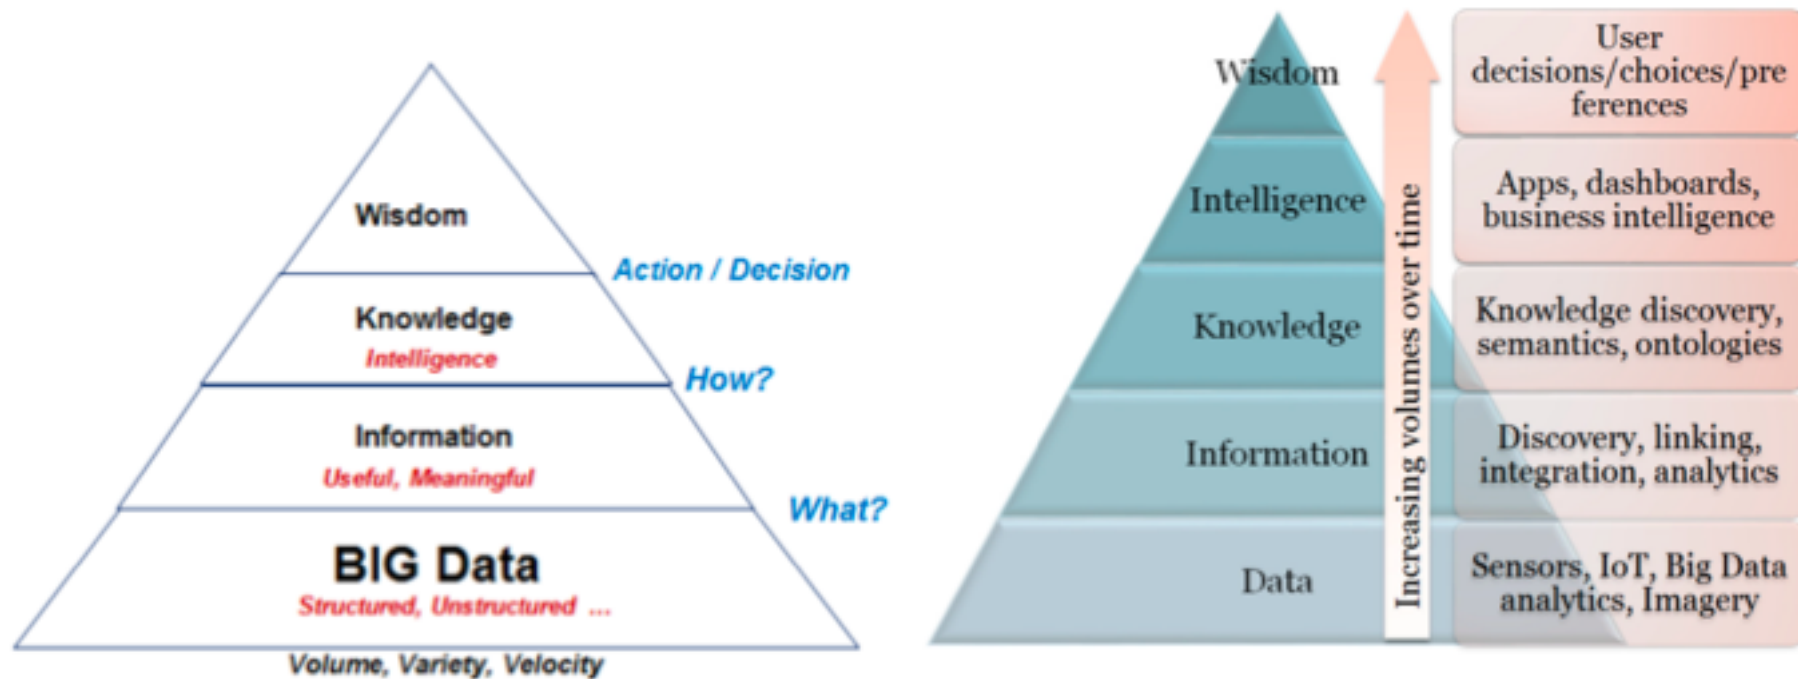 Wisdom
Action / Decision
Knowledge
Intelligence
How?
Information
Useful, Meaningful
What?
BIG Data
Structured, Unstructured ...
Volume, Variety, Velocity
Wisdom
Intelligence
Knowledge
Information
Data
Increasing volumes over time
User
decisions/choices/pre
ferences
Apps, dashboards,
business intelligence
Knowledge discovery,
semantics, ontologies
Discovery, linking,
integration, analytics
Sensors, IoT, Big Data
analytics, Imagery